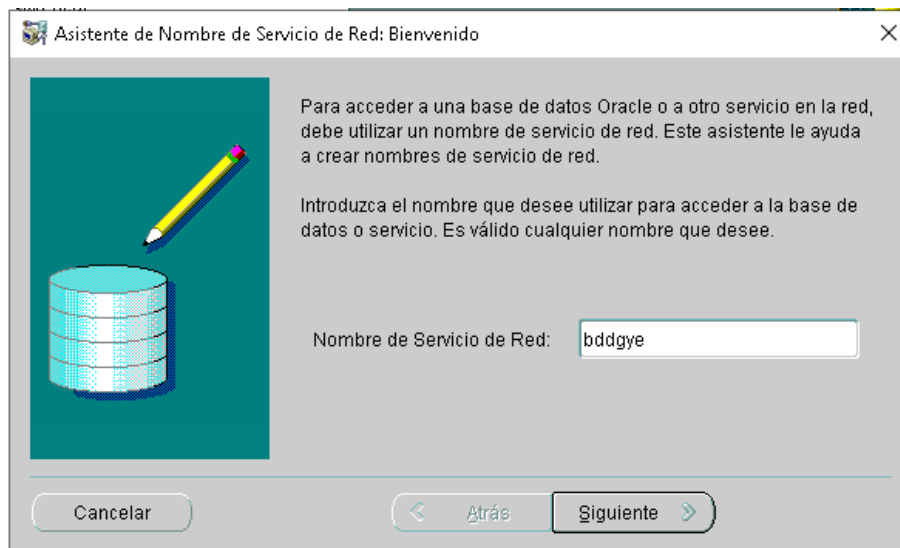 Asistente de Nombre de Servicio de Red: Bienvenido
Para acceder a una base de datos Oracle o a otro servicio en la red,
debe utilizar un nombre de servicio de red. Este asistente le ayuda
a crear nombres de servicio de red.
Introduzca el nombre que desee utilizar para acceder a la base de
datos o servicio. Es válido cualquier nombre que desee.
Nombre de Servicio de Red: bddgye
Cancelar Atrás Siguiente